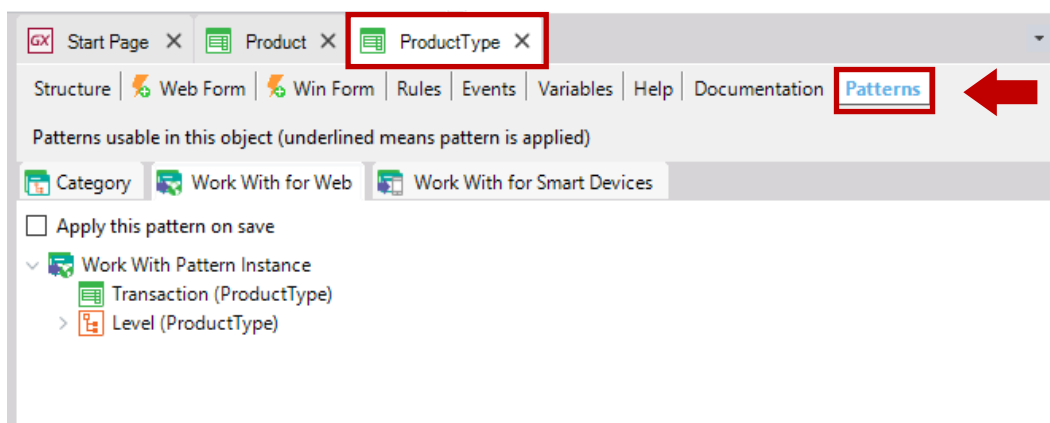 GX Start Page Product ProductType
Structure Web Form Win Form Rules Events Variables Help Documentation Patterns
Patterns usable in this object (underlined means pattern is applied)
Category Work With for Web Work With for Smart Devices
Apply this pattern on save
Work With Pattern Instance
Transaction (ProductType)
Level (ProductType)